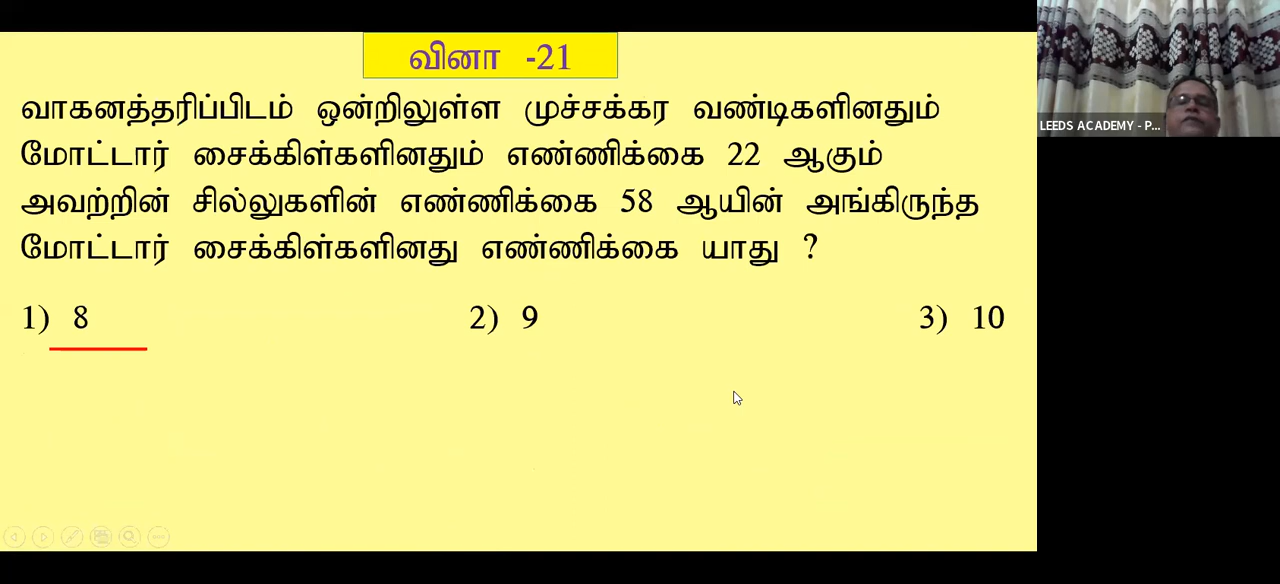 வினா -21
வாகனத்தரிப்பிடம் ஒன்றிலுள்ள முச்சக்கர வண்டிகளினதும்
மோட்டார் சைக்கிள்களினதும் எண்ணிக்கை 22 ஆகும்
அவற்றின் சில்லுகளின் எண்ணிக்கை 58 ஆயின் அங்கிருந்த
மோட்டார் சைக்கிள்களினது எண்ணிக்கை யாது ?
1) 8 2) 9 3) 10
LEEDS ACADEMY - P...